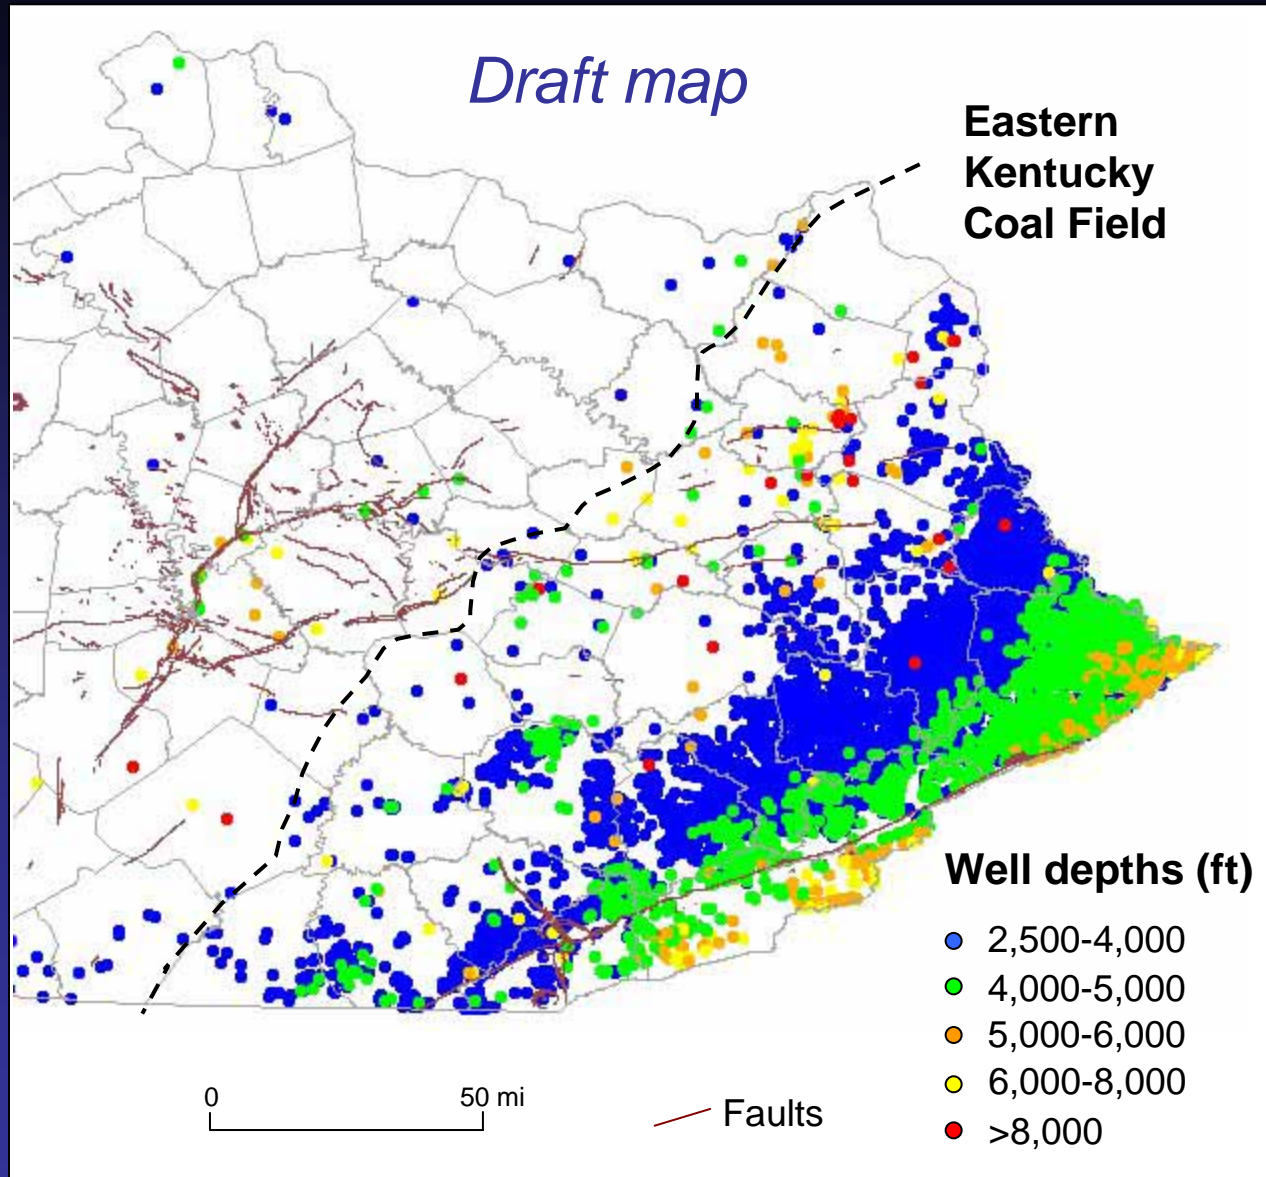 Draft map
Eastern
Kentucky
Coal Field
Well depths (ft)
2,500-4,000
4,000-5,000
5,000-6,000
6,000-8,000
>8,000
0
50 mi
Faults